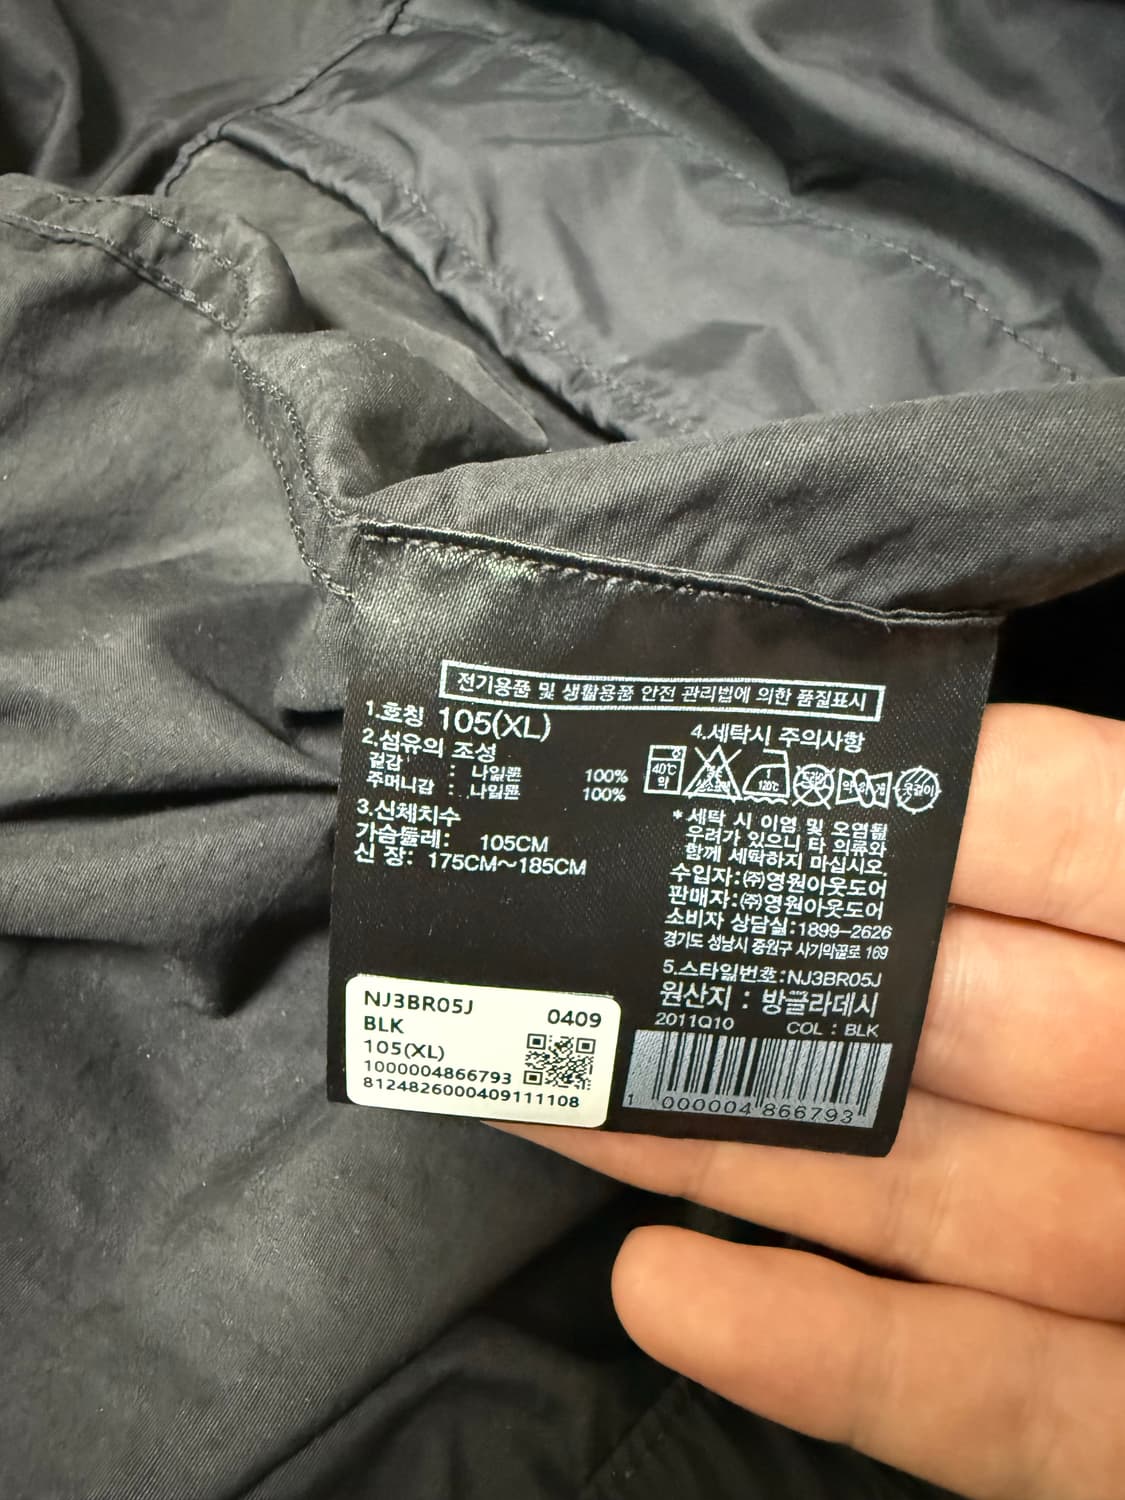 전기용품 및 생활용품 안전 관리법에 의한 품질표시
1.호칭 105(XL)
2.섬유의 조성
겉감 : 나일론 100%
주머니감 : 나일론 100%
3.신체치수
가슴둘레: 105CM
신 장: 175CM~185CM
4.세탁시 주의사항
40℃
약
120℃
옷걸이
*세탁 시 이염 및 오염될
우려가 있으니 타 의류와
함께 세탁하지 마십시오.
수입자:㈜영원아웃도어
판매자:㈜영원아웃도어
소비자 상담실:1899-2626
경기도 성남시 중원구 사기막골로 169
5.스타일번호:NJ3BR05J
원산지 : 방글라데시
2011Q10 COL : BLK
1 000004 866793
NJ3BR05J 0409
BLK
105(XL)
1000004866793
8124826000409111108